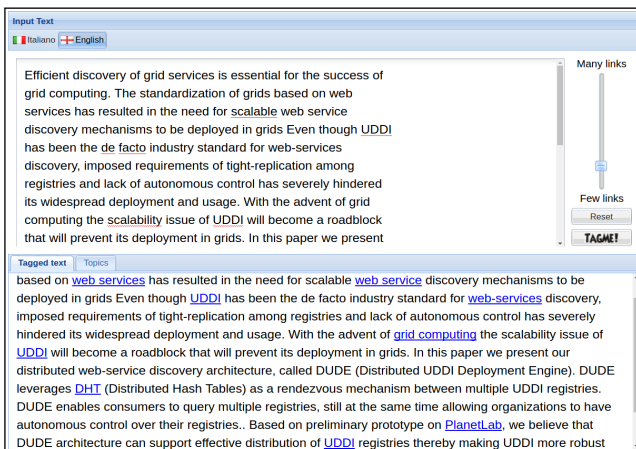 Input Text
Italiano English
Efficient discovery of grid services is essential for the success of
grid computing. The standardization of grids based on web
services has resulted in the need for scalable web service
discovery mechanisms to be deployed in grids Even though UDDI
has been the de facto industry standard for web-services
discovery, imposed requirements of tight-replication among
registries and lack of autonomous control has severely hindered
its widespread deployment and usage. With the advent of grid
computing the scalability issue of UDDI will become a roadblock
that will prevent its deployment in grids. In this paper we present
Many links
Few links
Reset
TAGME!
Tagged text Topics
based on web services has resulted in the need for scalable web service discovery mechanisms to be
deployed in grids Even though UDDI has been the de facto industry standard for web-services discovery,
imposed requirements of tight-replication among registries and lack of autonomous control has severely
hindered its widespread deployment and usage. With the advent of grid computing the scalability issue of
UDDI will become a roadblock that will prevent its deployment in grids. In this paper we present our
distributed web-service discovery architecture, called DUDE (Distributed UDDI Deployment Engine). DUDE
leverages DHT (Distributed Hash Tables) as a rendezvous mechanism between multiple UDDI registries.
DUDE enables consumers to query multiple registries, still at the same time allowing organizations to have
autonomous control over their registries.. Based on preliminary prototype on PlanetLab, we believe that
DUDE architecture can support effective distribution of UDDI registries thereby making UDDI more robust